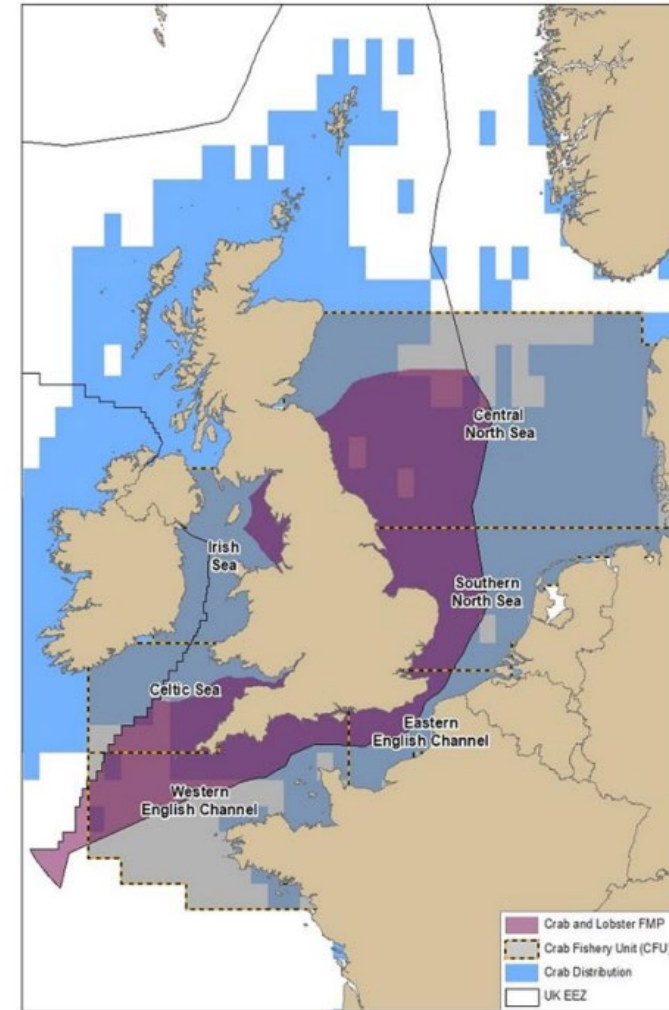 Central
North Sea
Irish
Sea
Southern
North Sea
Celtic Sea
Eastern
English Channel
Western
English Channel
Crab and Lobster FMP
Crab Fishery Unit (CFU)
Crab Distribution
UK EEZ